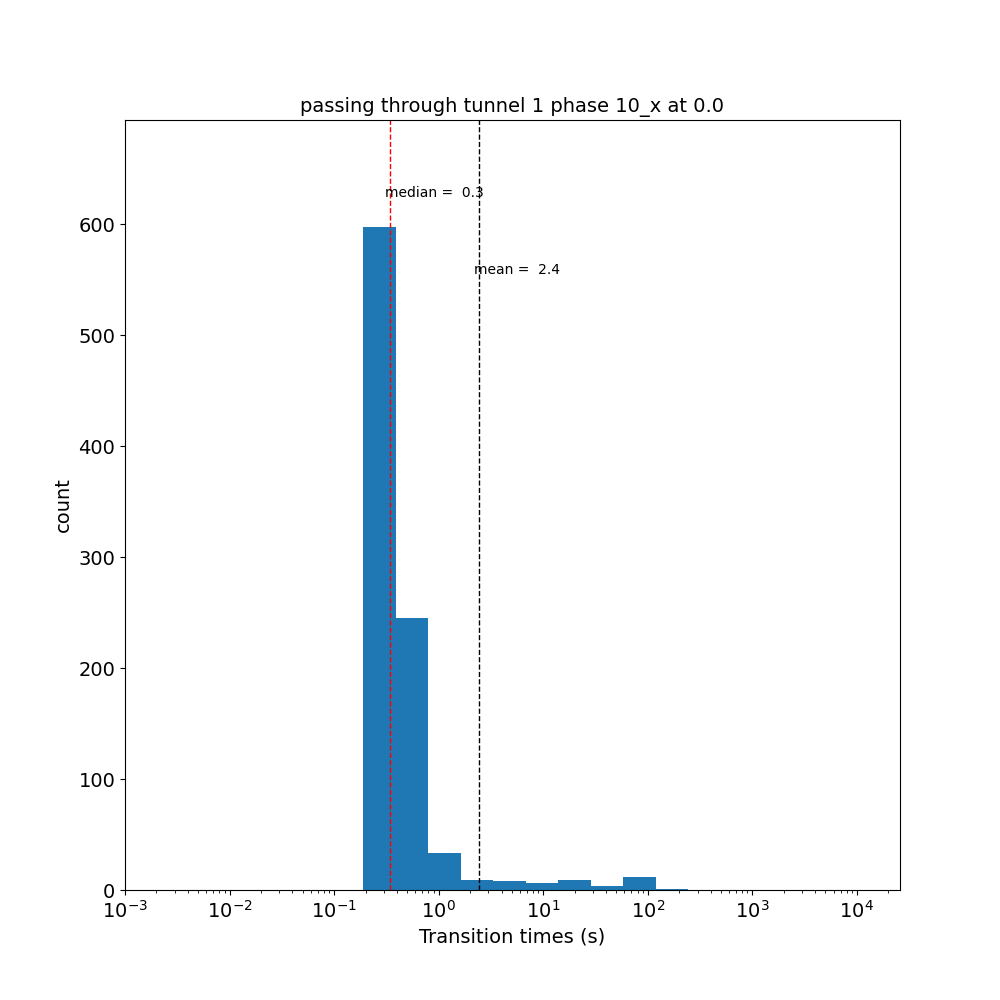 passing through tunnel 1 phase 10_x at 0.0
median =  0.3
mean =  2.4
count
600
500
400
300
200
100
0
10⁻³ 10⁻² 10⁻¹ 10⁰ 10¹ 10² 10³ 10⁴
Transition times (s)